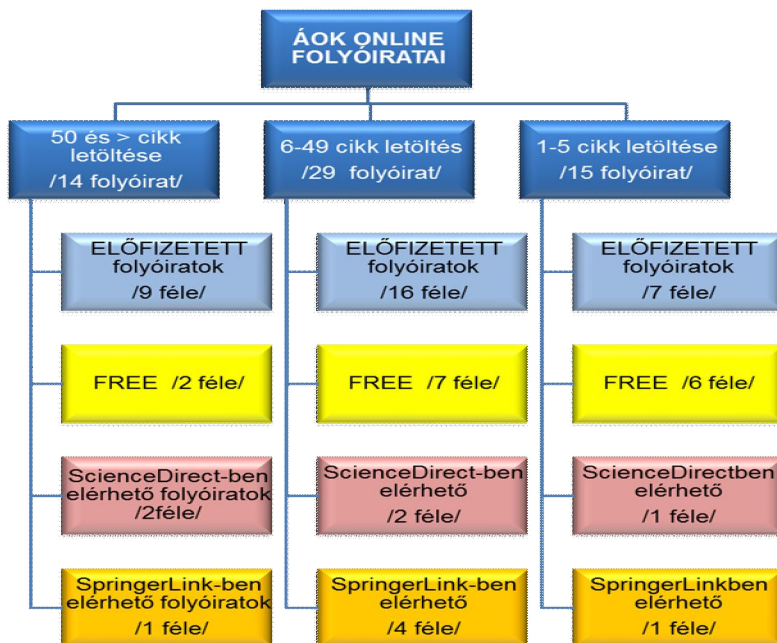 ÁOK ONLINE
FOLYÓIRATAI
50 és > cikk
letöltése
/14 folyóirat/
6-49 cikk letöltés
/29 folyóirat/
1-5 cikk letöltése
/15 folyóirat/
ELŐFIZETETT
folyóiratok
/9 féle/
ELŐFIZETETT
folyóiratok
/16 féle/
ELŐFIZETETT
folyóiratok
/7 féle/
FREE /2 féle/
FREE /7 féle/
FREE /6 féle/
ScienceDirect-ben
elérhető folyóiratok
/2féle/
ScienceDirect-ben
elérhető
/2 féle/
ScienceDirectben
elérhető
/1 féle/
SpringerLink-ben
elérhető folyóiratok
/1 féle/
SpringerLink-ben
elérhető
/4 féle/
SpringerLinkben
elérhető
/1 féle/